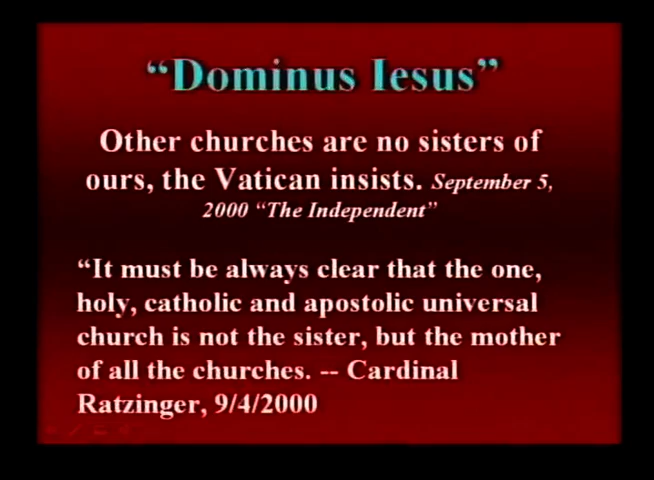 “Dominus Iesus”
Other churches are no sisters of
ours, the Vatican insists. September 5,
2000 “The Independent”
“It must be always clear that the one,
holy, catholic and apostolic universal
church is not the sister, but the mother
of all the churches. -- Cardinal
Ratzinger, 9/4/2000